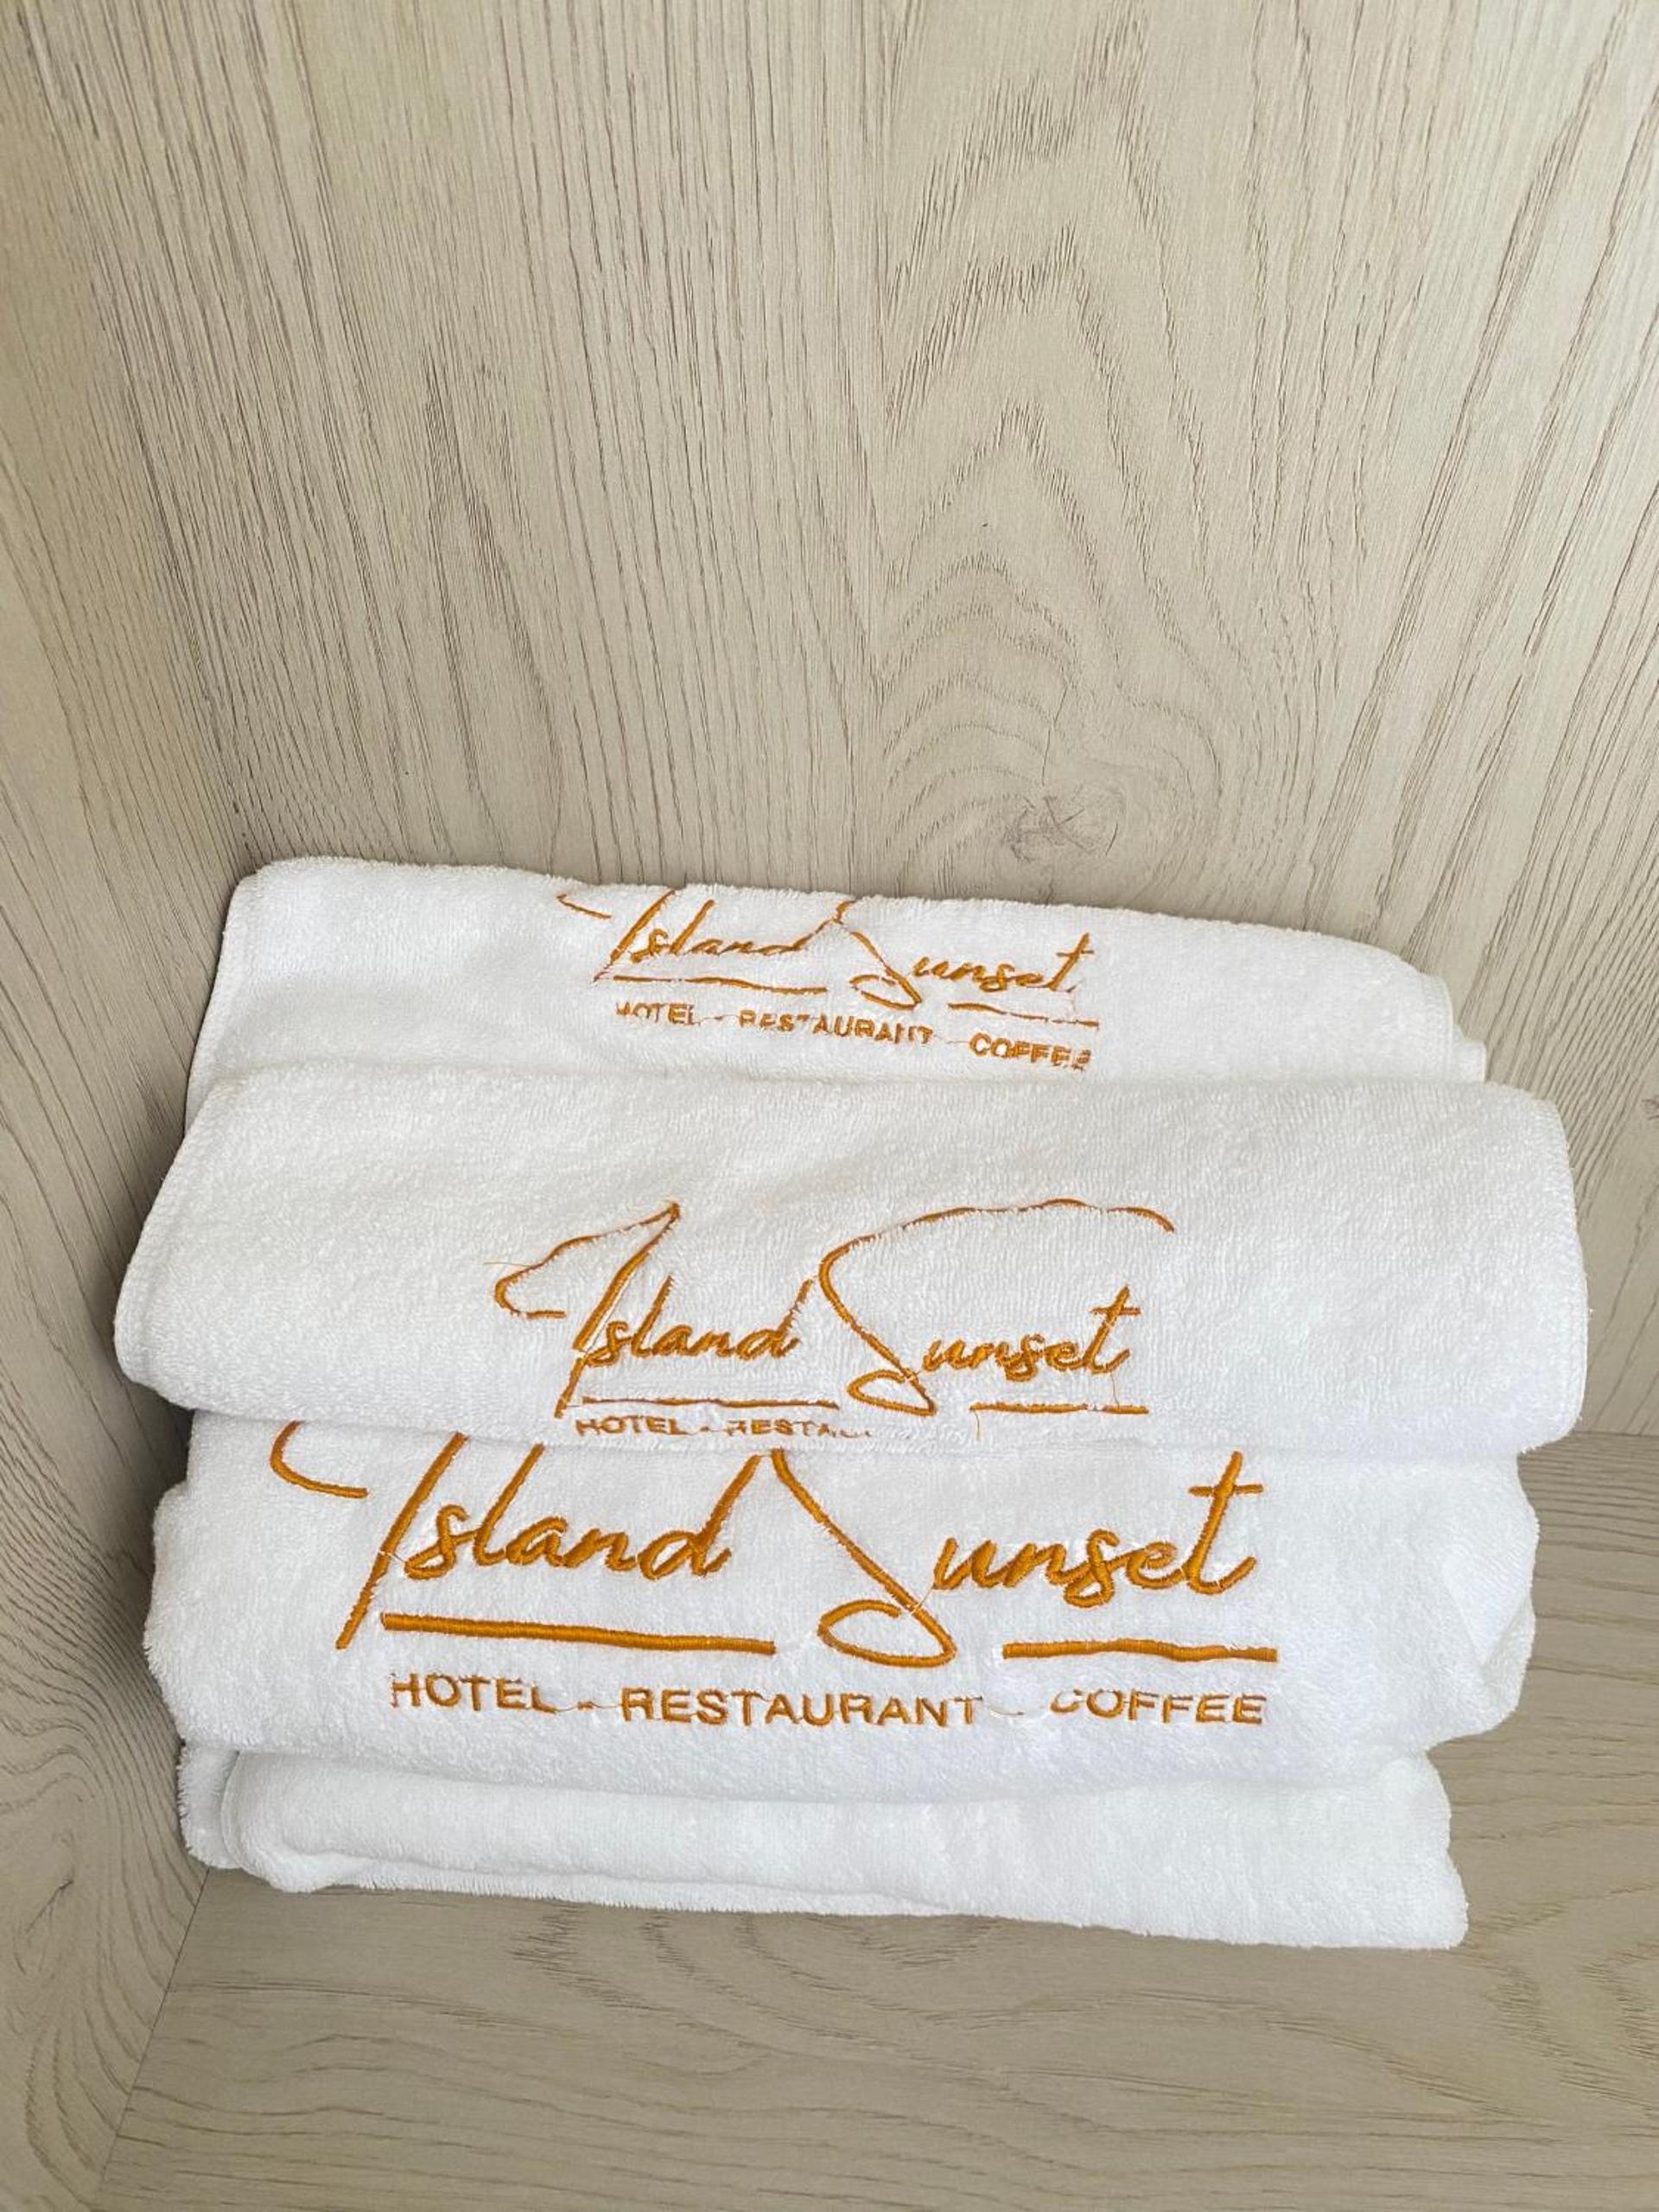 Island Sunset
HOTEL - RESTAURANT - COFFEE
Island Sunset
HOTEL - RESTAU
Island Sunset
HOTEL - RESTAURANT - COFFEE